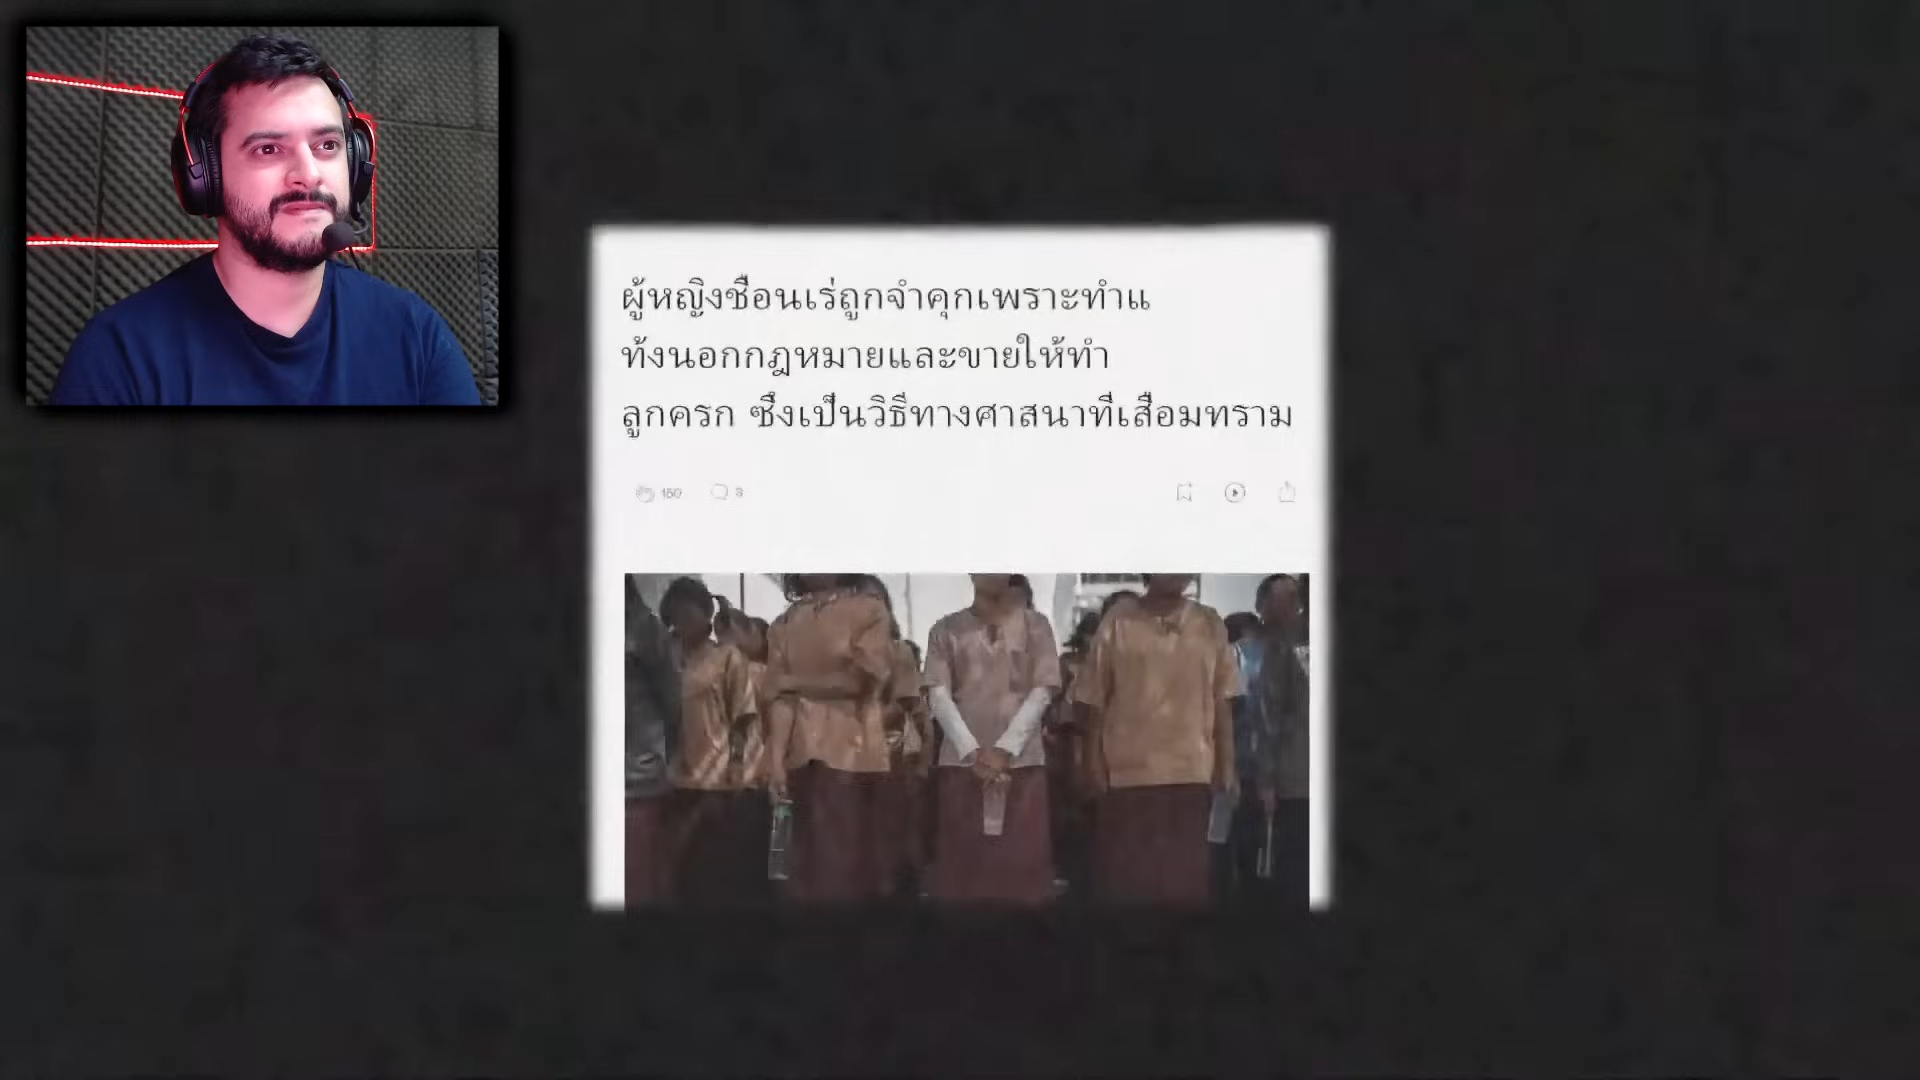 ผู้หญิงชื่อนเร่ถูกจำคุกเพราะทำแ
ท้งนอกกฎหมายและขายให้ทำ
ลูกครก ซึ่งเป็นวิธีทางศาสนาที่เสื่อมทราม
150 3